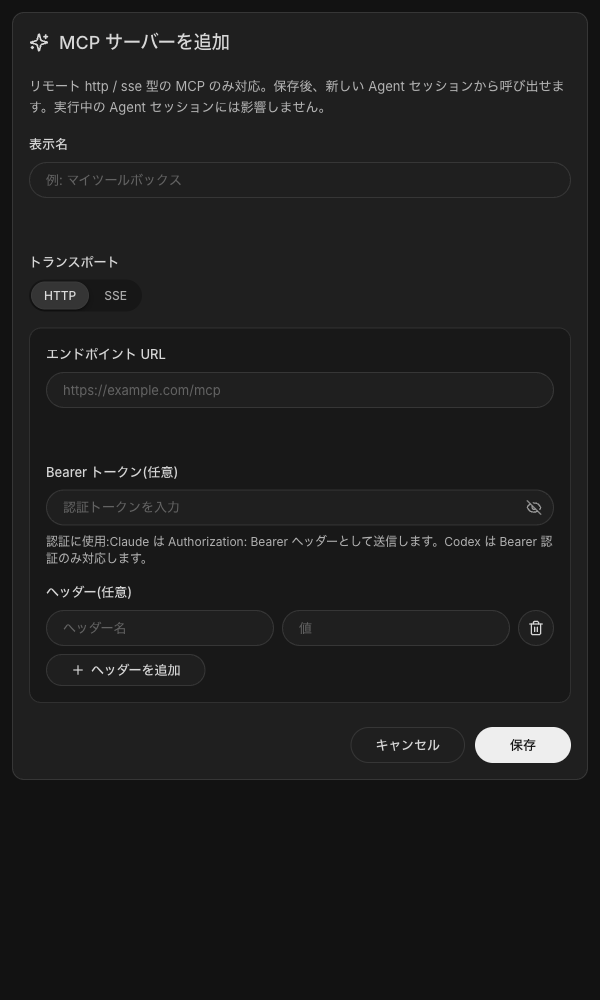 MCP サーバーを追加
リモート http / sse 型の MCP のみ対応。保存後、新しい Agent セッションから呼び出せま
す。実行中の Agent セッションには影響しません。
表示名
例: マイツールボックス
トランスポート
HTTP SSE
エンドポイント URL
https://example.com/mcp
Bearer トークン(任意)
認証トークンを入力
認証に使用:Claude は Authorization: Bearer ヘッダーとして送信します。Codex は Bearer 認
証のみ対応します。
ヘッダー(任意)
ヘッダー名 値
ヘッダーを追加
キャンセル 保存